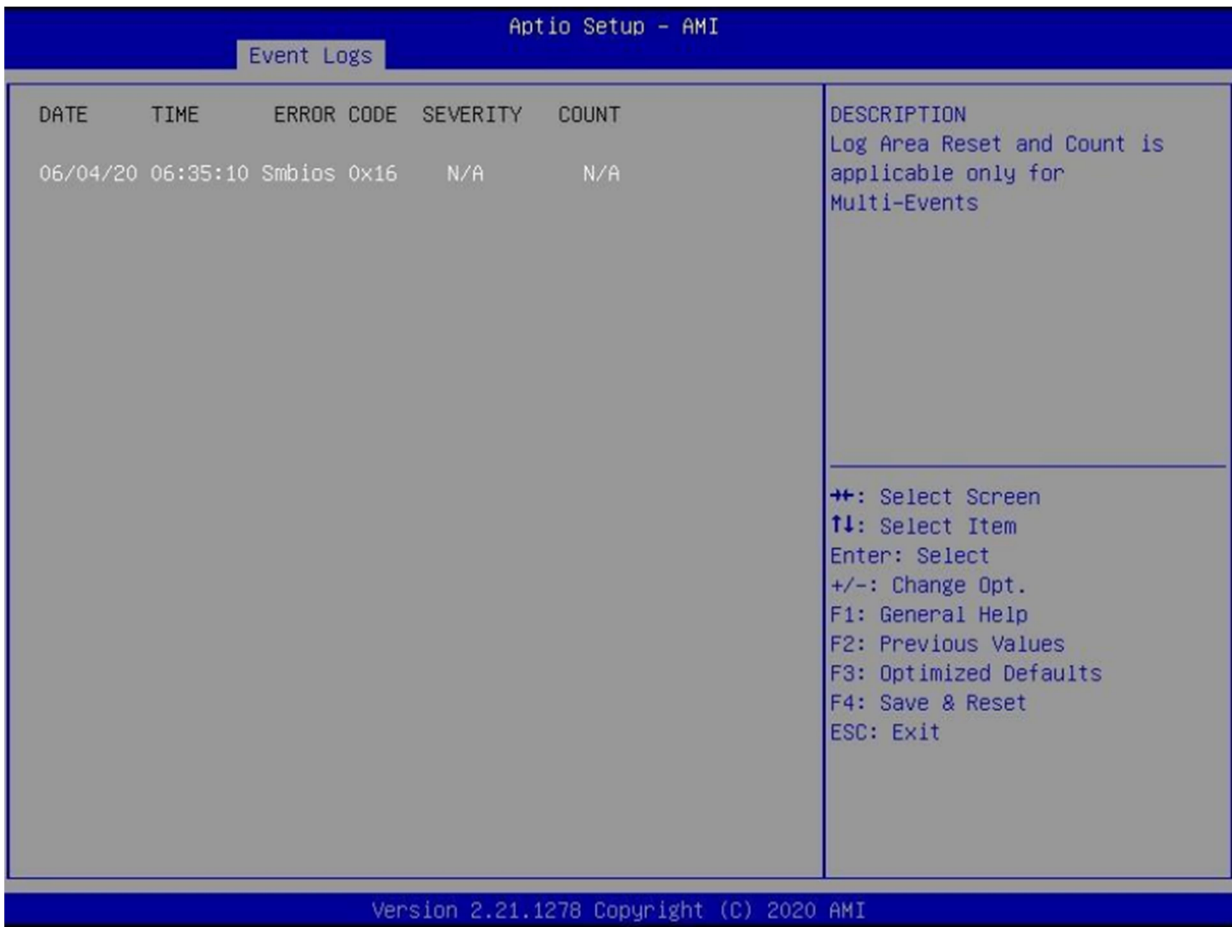 Aptio Setup – AMI
Event Logs
DATE TIME ERROR CODE SEVERITY COUNT
06/04/20 06:35:10 Smbios 0x16 N/A N/A
DESCRIPTION
Log Area Reset and Count is
applicable only for
Multi-Events
→←: Select Screen
↑↓: Select Item
Enter: Select
+/-: Change Opt.
F1: General Help
F2: Previous Values
F3: Optimized Defaults
F4: Save & Reset
ESC: Exit
Version 2.21.1278 Copyright (C) 2020 AMI